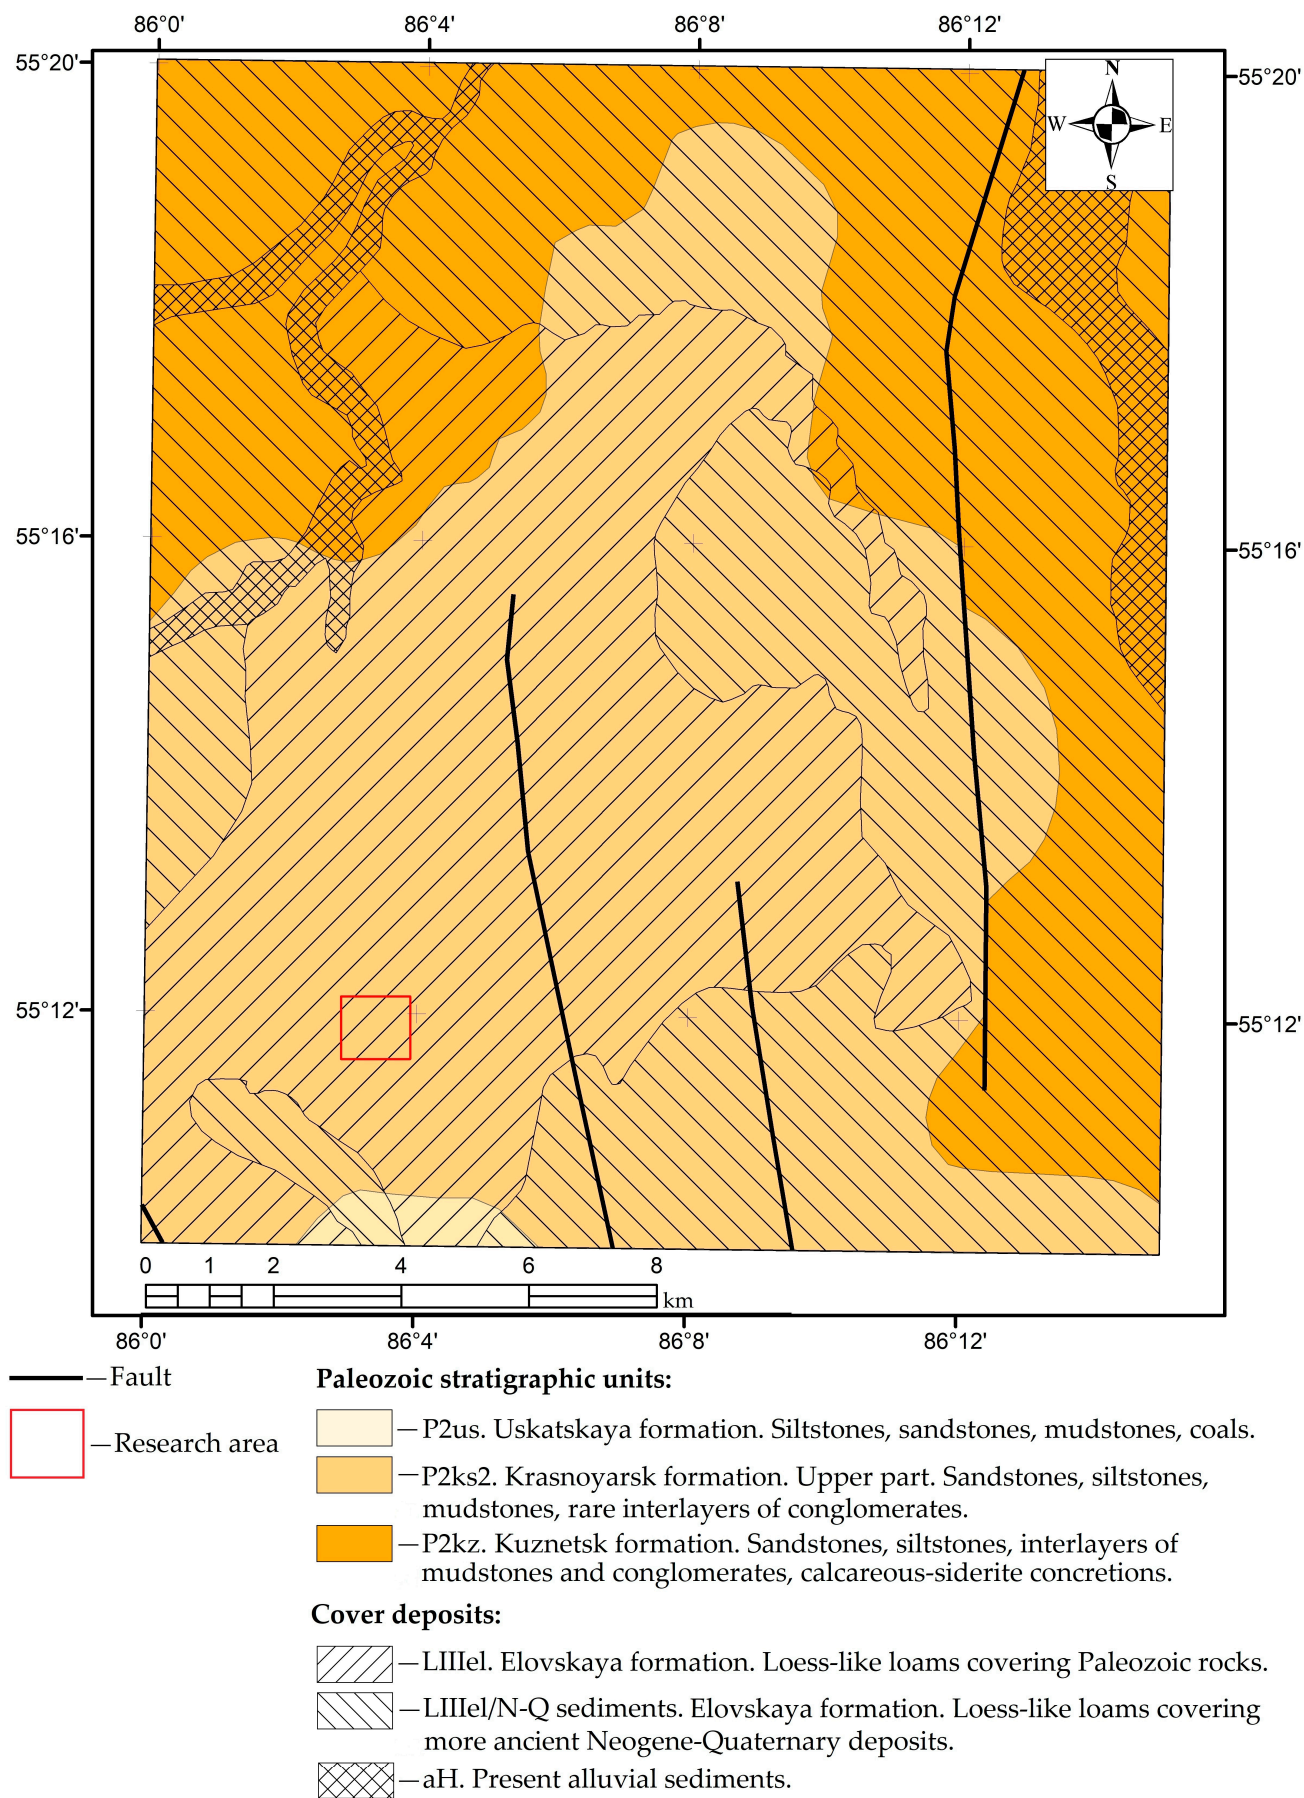 86°0' 86°4' 86°8' 86°12'
55°20' 55°20'
N
W E
S
55°16' 55°16'
55°12' 55°12'
0 1 2 4 6 8
km
86°0' 86°4' 86°8' 86°12'
—Fault
—Research area
Paleozoic stratigraphic units:
—P2us. Uskatskaya formation. Siltstones, sandstones, mudstones, coals.
—P2ks2. Krasnoyarsk formation. Upper part. Sandstones, siltstones,
mudstones, rare interlayers of conglomerates.
—P2kz. Kuznetsk formation. Sandstones, siltstones, interlayers of
mudstones and conglomerates, calcareous-siderite concretions.
Cover deposits:
—LIIIel. Elovskaya formation. Loess-like loams covering Paleozoic rocks.
—LIIIel/N-Q sediments. Elovskaya formation. Loess-like loams covering
more ancient Neogene-Quaternary deposits.
—aH. Present alluvial sediments.